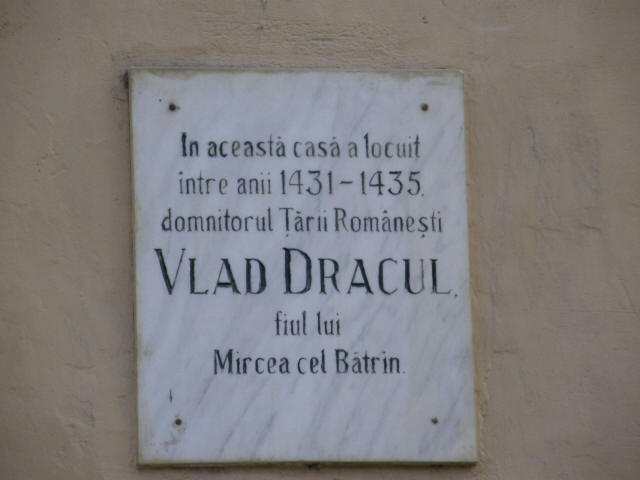 In această casă a locuit
între anii 1431-1435,
domnitorul Țării Românești
VLAD DRACUL,
fiul lui
Mircea cel Bătrîn.